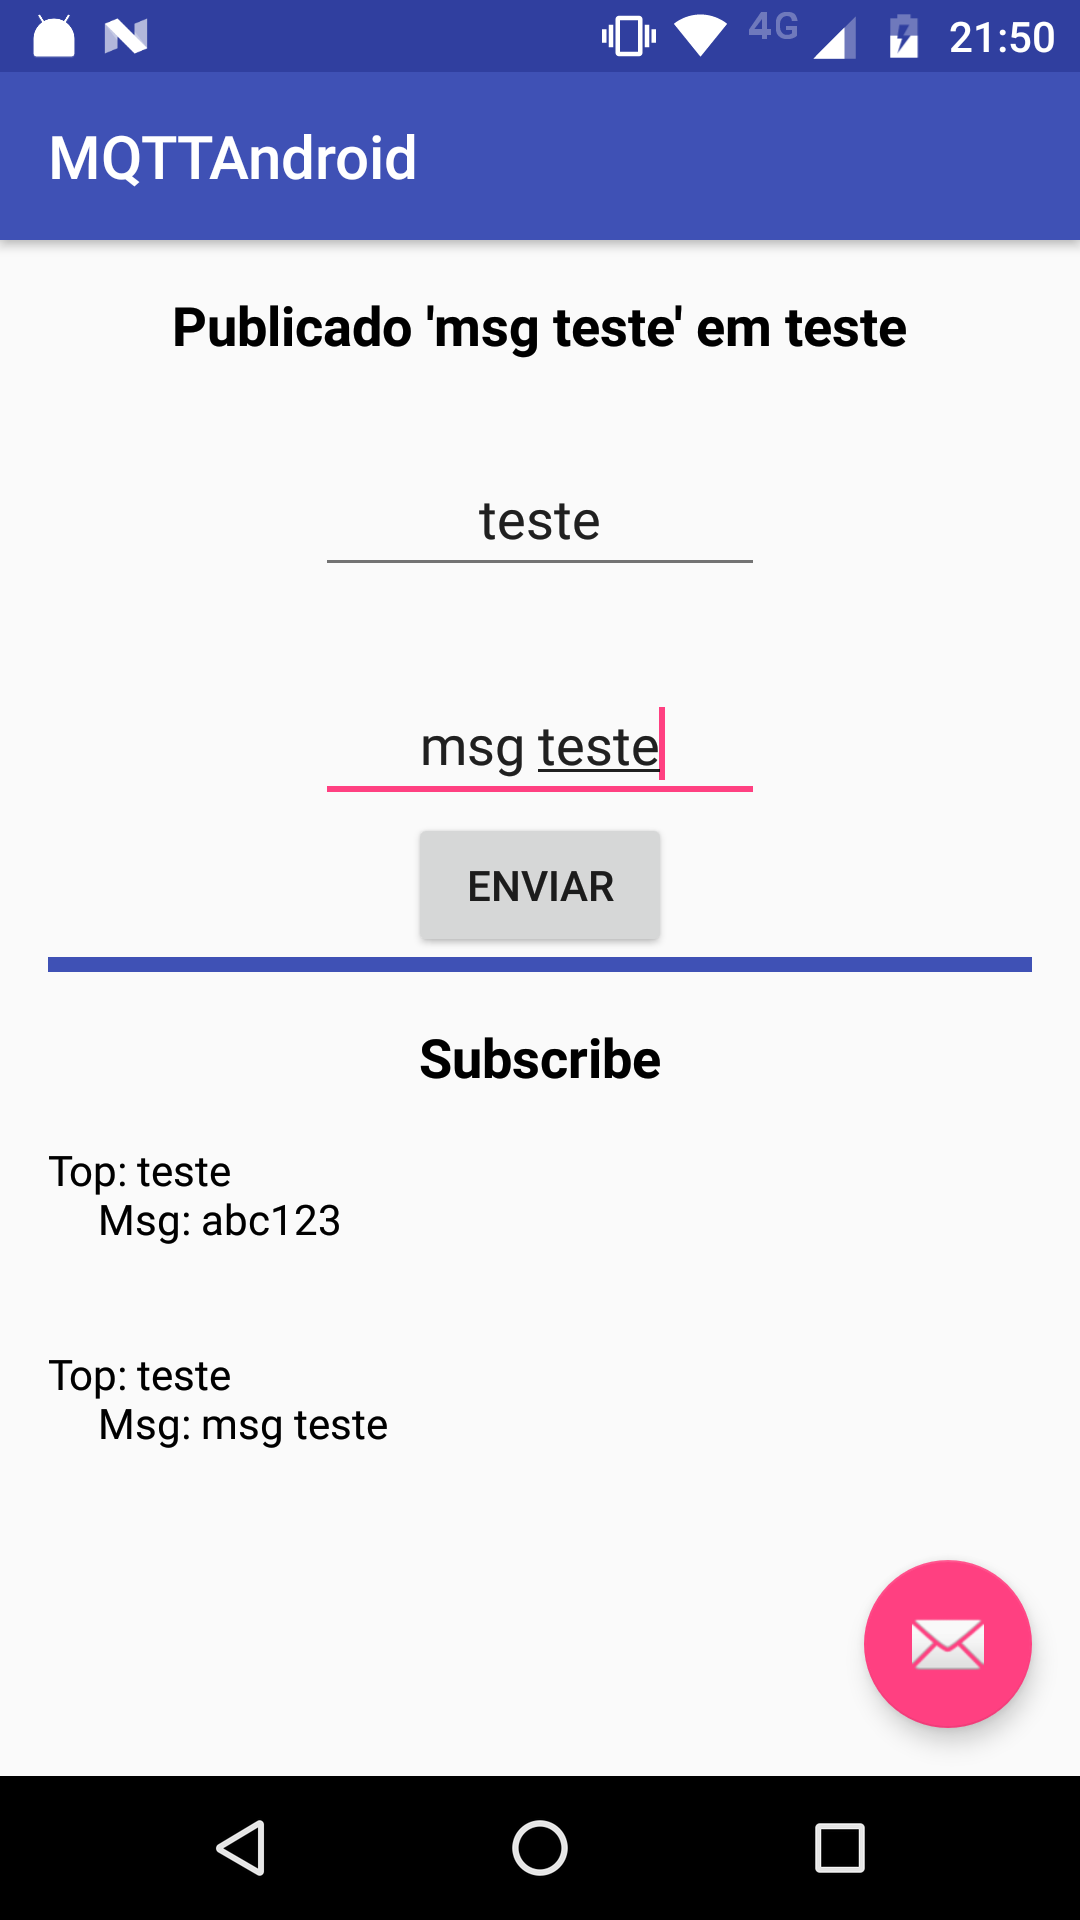 4G 21:50
MQTTAndroid
Publicado 'msg teste' em teste
teste
msg teste
ENVIAR
Subscribe
Top: teste
Msg: abc123
Top: teste
Msg: msg teste